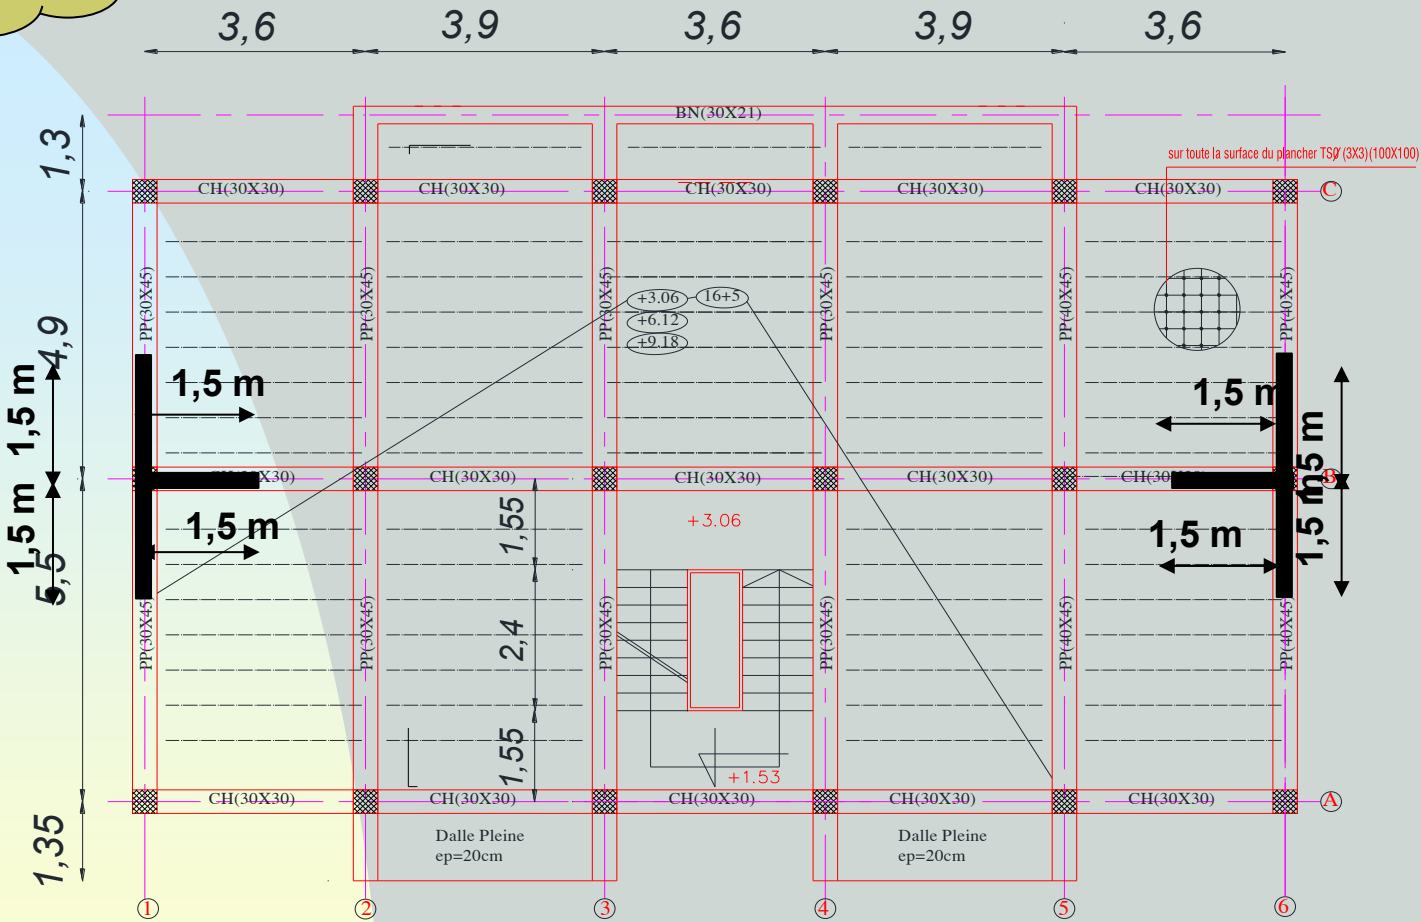 3,6
3,9
3,6
3,9
3,6
BN(30X21)
1,3
sur toute la surface du plancher TSØ (3X3)(100X100)
CH(30X30)
CH(30X30)
CH(30X30)
CH(30X30)
CH(30X30)
C
PP(30X45)
PP(30X45)
PP(30X45)
PP(30X45)
PP(40X45)
PP(40X45)
+3.06
16+5
+6.12
+9.18
4,9
1,5 m
1,5 m
1,5 m
1,5 m
CH(30X30)
CH(30X30)
CH(30X30)
B
1,5 m
1,55
+3.06
1,5 m
1,5 m
1,5 m
5,5
PP(30X45
PP(30X45)
PP(30X45)
PP(30X45)
PP(40X45)
PP(40X45
2,4
1,55
+1.53
CH(30X30)
CH(30X30)
CH(30X30)
CH(30X30)
CH(30X30)
A
1,35
Dalle Pleine
ep=20cm
Dalle Pleine
ep=20cm
1
2
3
4
5
6